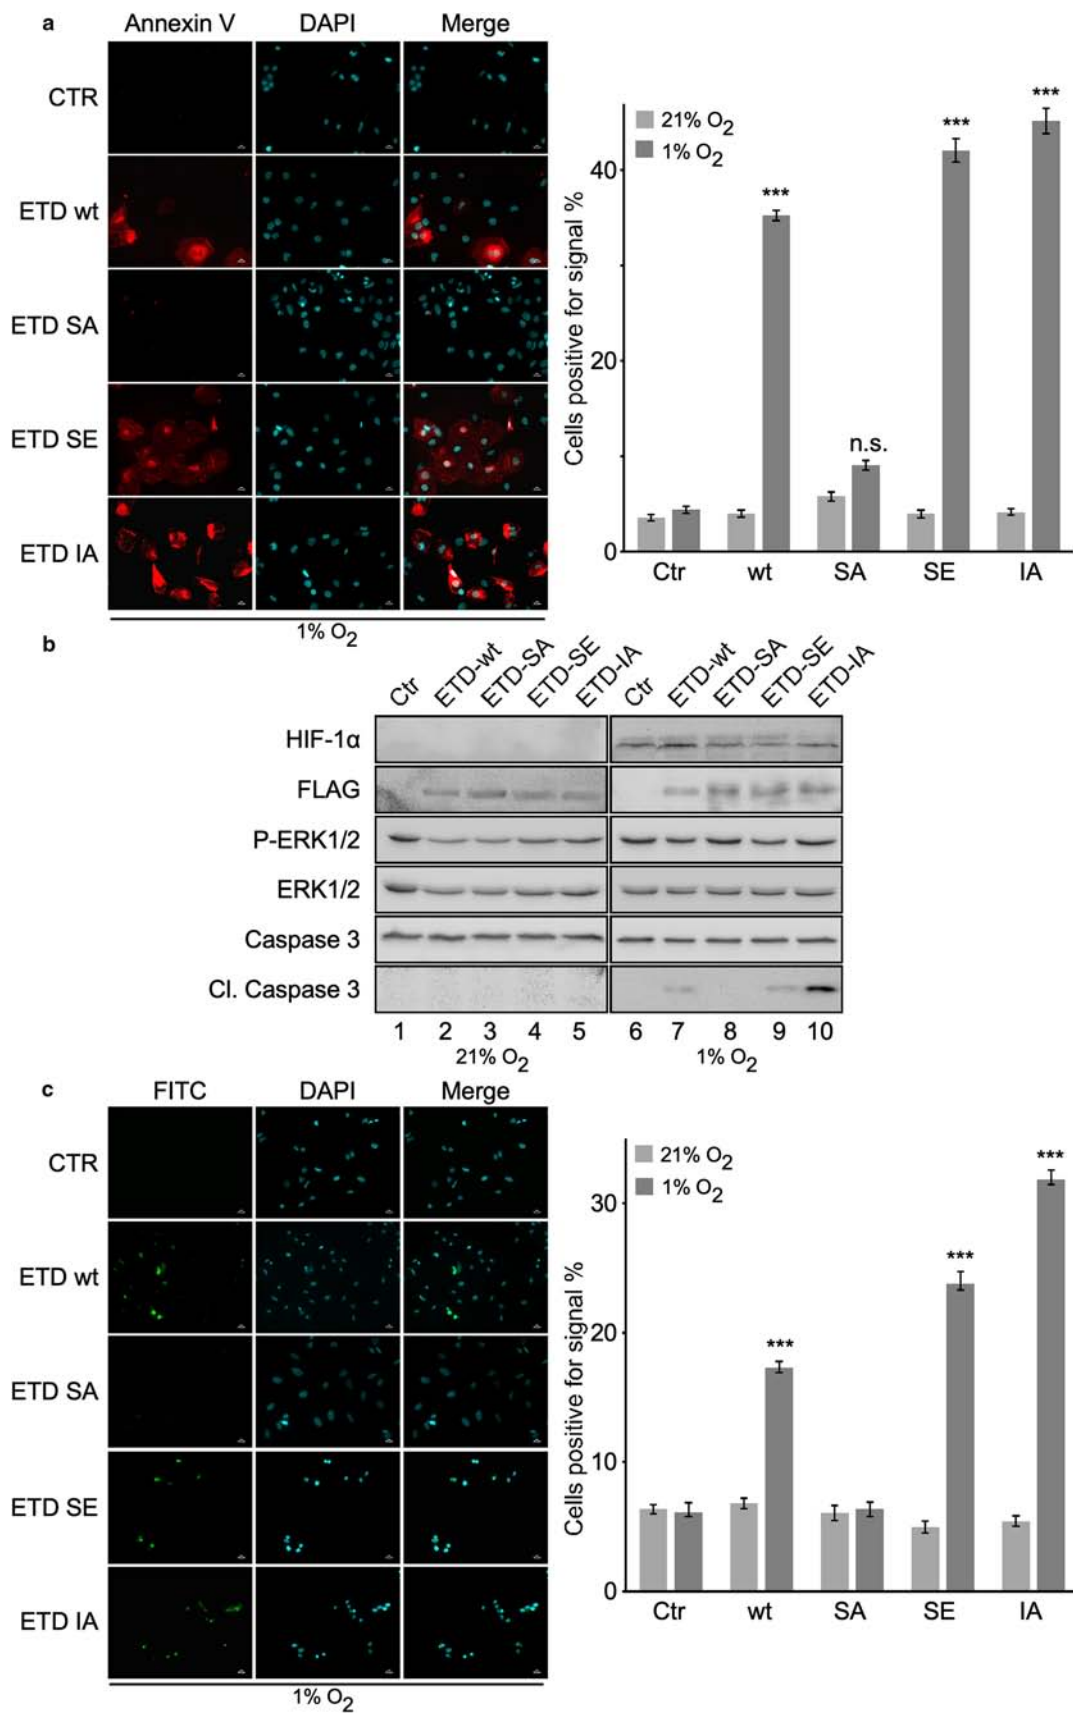 a
Annexin V DAPI Merge
CTR
ETD wt
ETD SA
ETD SE
ETD IA
1% O2
Cells positive for signal %
21% O2
1% O2
40
20
0
***
n.s.
***
***
Ctr wt SA SE IA
b
Ctr ETD-wt ETD-SA ETD-SE ETD-IA Ctr ETD-wt ETD-SA ETD-SE ETD-IA
HIF-1α
FLAG
P-ERK1/2
ERK1/2
Caspase 3
Cl. Caspase 3
1 2 3 4 5 6 7 8 9 10
21% O2 1% O2
c
FITC DAPI Merge
CTR
ETD wt
ETD SA
ETD SE
ETD IA
1% O2
Cells positive for signal %
21% O2
1% O2
30
20
10
0
***
***
***
Ctr wt SA SE IA